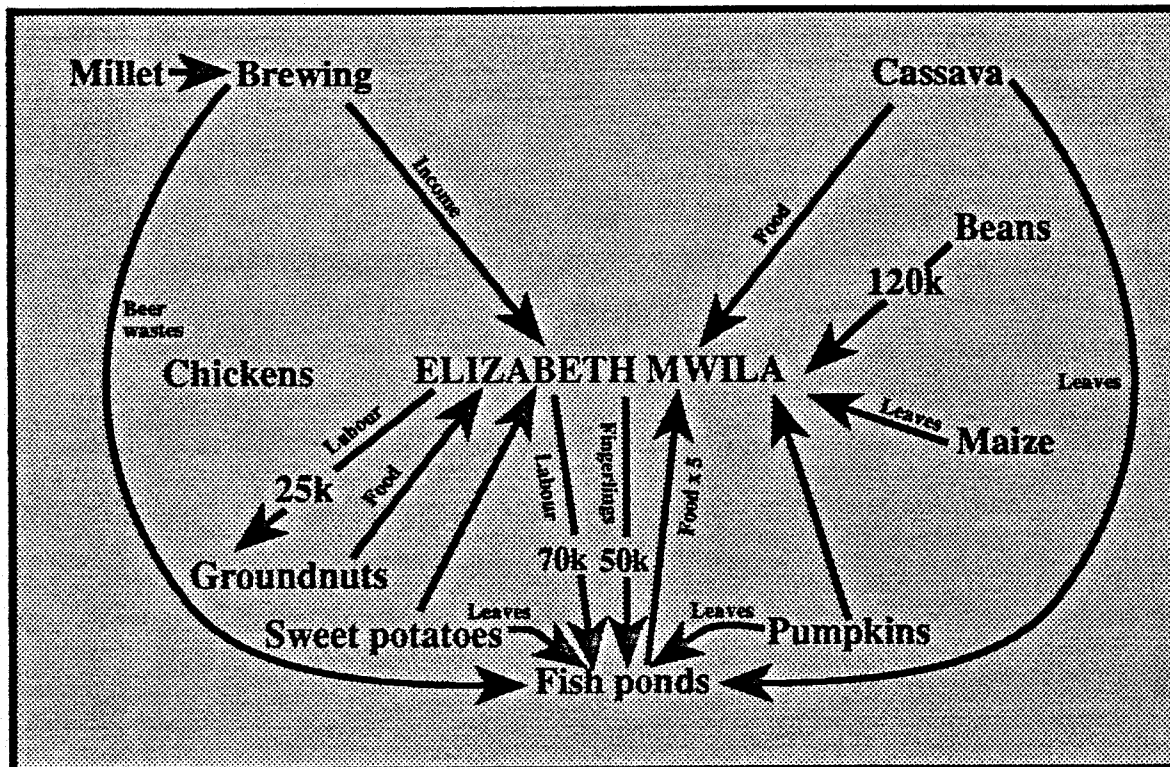 Millet Brewing Cassava
Income
Food
Beans
120k
Beer
wastes
Chickens ELIZABETH MWILA
Leaves
Labour
Leaves
Maize
25k
Food
Labour
Fingerlings
Food x 5
Groundnuts
70k 50k
Leaves
Leaves
Sweet potatoes
Pumpkins
Fish ponds